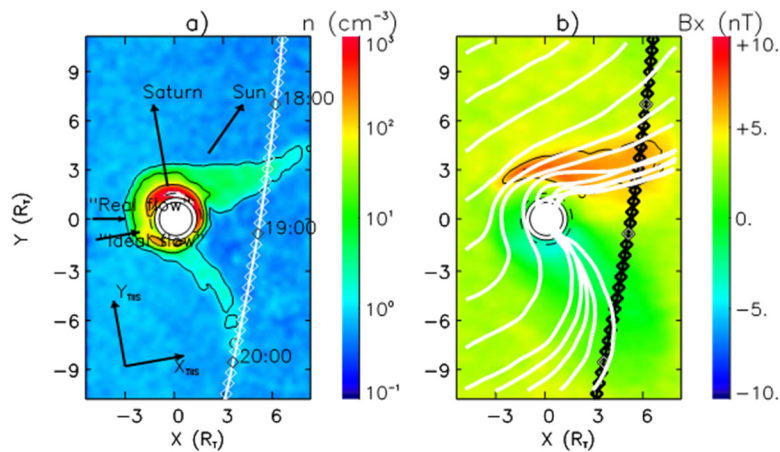 a) n (cm⁻³) b) Bx (nT)
9 10³ 9 +10.
Saturn Sun
18:00
6 10² 6 +5.
3 3
"Real flow"
0 19:00 10¹ 0 0.
"Ideal flow"
−3 −3
10⁰ −5.
Y_TIIS
−6 −6
X_TIIS 20:00
−9 −9
10⁻¹ −10.
−3 0 3 6 −3 0 3 6
X (R_T) X (R_T)
Y (R_T)